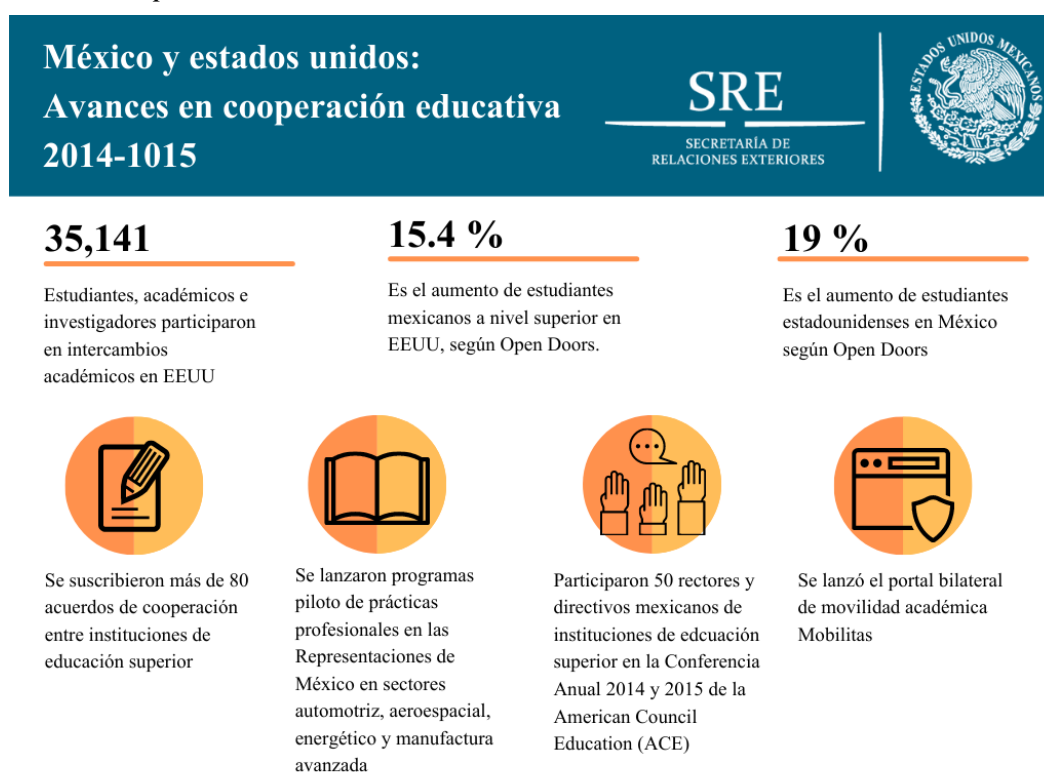 México y estados unidos:
Avances en cooperación educativa
2014-1015
SRE
SECRETARÍA DE
RELACIONES EXTERIORES
ESTADOS UNIDOS MEXICANOS
35,141
Estudiantes, académicos e
investigadores participaron
en intercambios
académicos en EEUU
15.4 %
Es el aumento de estudiantes
mexicanos a nivel superior en
EEUU, según Open Doors.
19 %
Es el aumento de estudiantes
estadounidenses en México
según Open Doors
Se suscribieron más de 80
acuerdos de cooperación
entre instituciones de
educación superior
Se lanzaron programas
piloto de prácticas
profesionales en las
Representaciones de
México en sectores
automotriz, aeroespacial,
energético y manufactura
avanzada
Participaron 50 rectores y
directivos mexicanos de
instituciones de edcuación
superior en la Conferencia
Anual 2014 y 2015 de la
American Council
Education (ACE)
Se lanzó el portal bilateral
de movilidad académica
Mobilitas